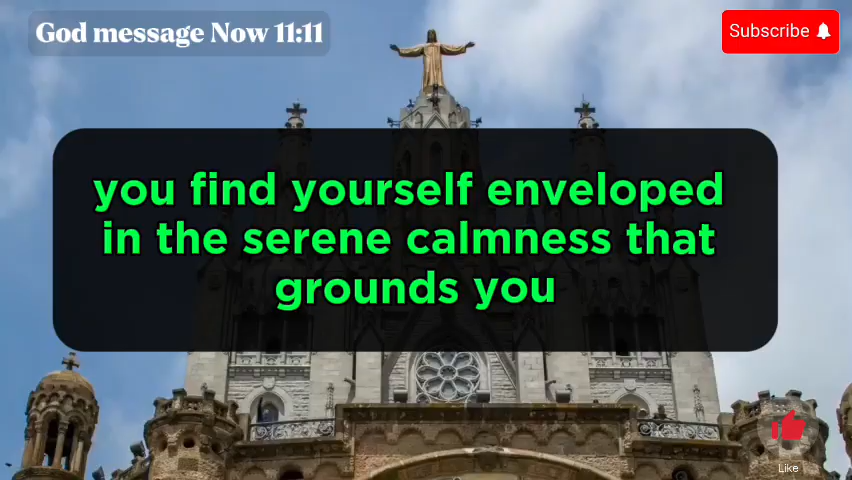 God message Now 11:11
Subscribe
you find yourself enveloped
in the serene calmness that
grounds you
Like